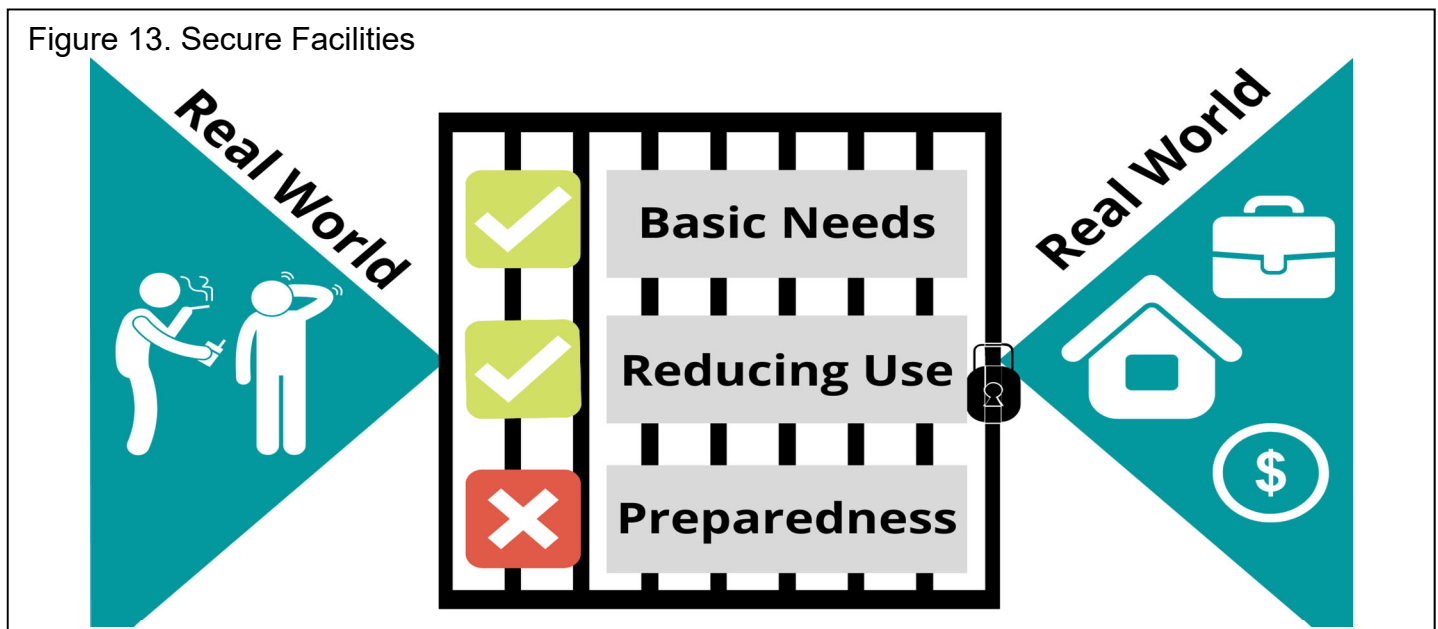 Figure 13. Secure Facilities
Real World
Basic Needs
Reducing Use
Preparedness
Real World
$